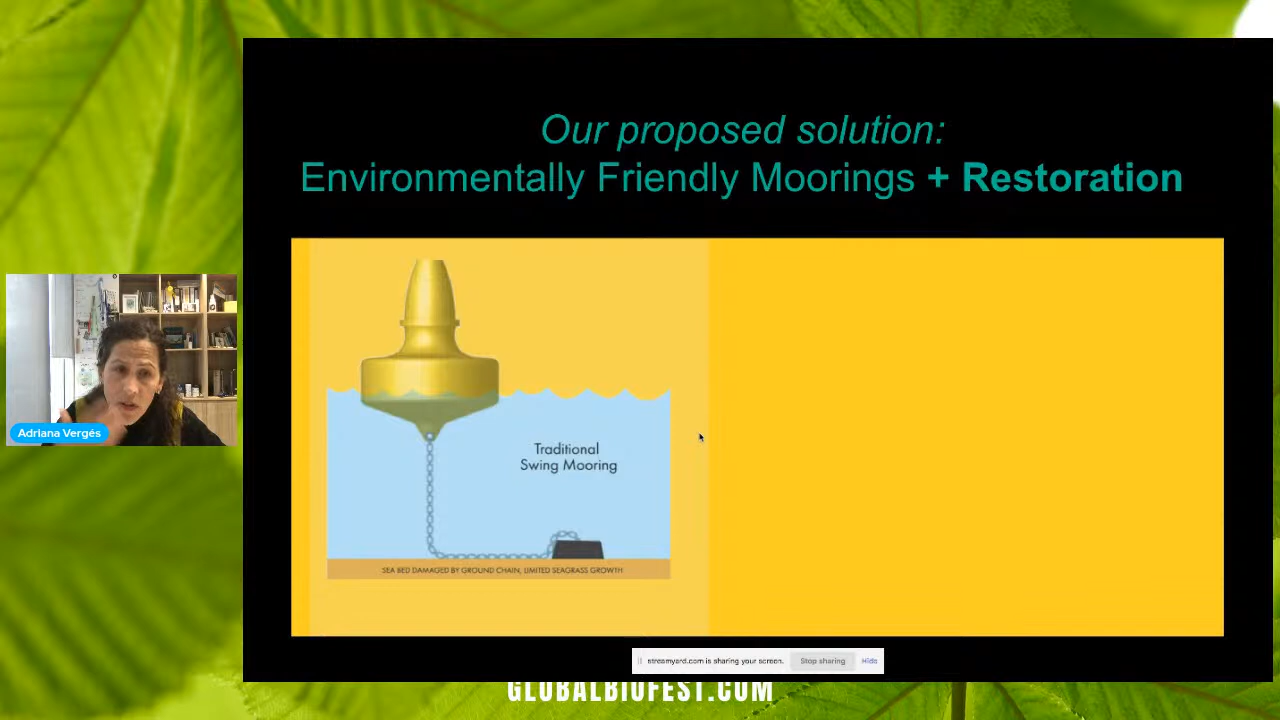 Our proposed solution:
Environmentally Friendly Moorings + Restoration
Traditional
Swing Mooring
SEA BED DAMAGED BY GROUND CHAIN, LIMITED SEAGRASS GROWTH
Adriana Vergés
streamyard.com is sharing your screen.
Stop sharing
Hide
GLOBALBIOFEST.COM